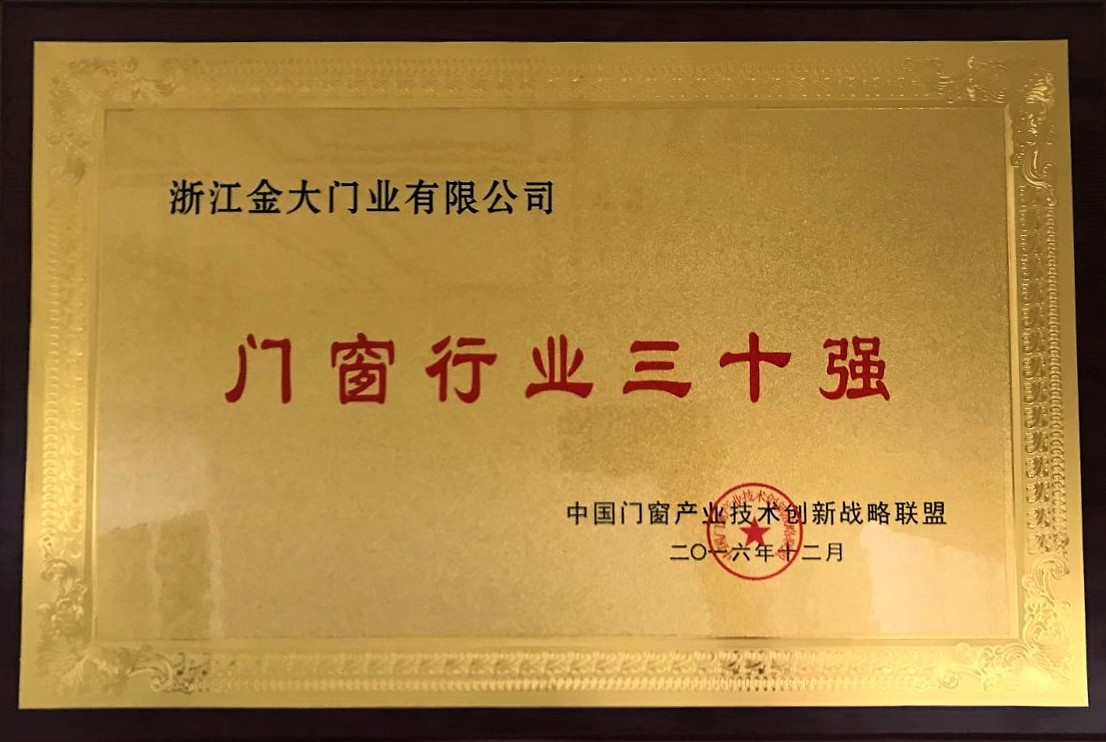 浙江金大门业有限公司
门窗行业三十强
中国门窗产业技术创新战略联盟
二〇一六年十二月